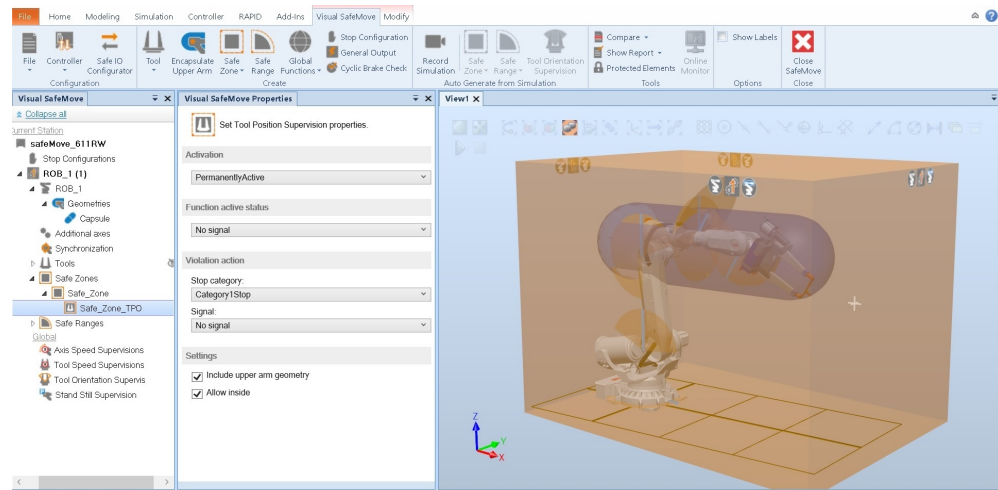 File Home Modeling Simulation Controller RAPID Add-Ins Visual SafeMove Modify
File Controller Safe IO Configurator Tool Encapsulate Upper Arm Safe Zone Safe Range Global Functions Stop Configuration General Output Cyclic Brake Check Record Simulation Safe Zone Safe Range Tool Orientation Supervision Compare Show Report Protected Elements Online Monitor Show Labels Close SafeMove
Configuration Create Auto Generate from Simulation Tools Options Close
Visual SafeMove
Collapse all
urrent Station
safeMove_611RW
Stop Configurations
ROB_1 (1)
ROB_1
Geometries
Capsule
Additional axes
Synchronization
Tools
Safe Zones
Safe_Zone
Safe_Zone_TPO
Safe Ranges
Global
Axis Speed Supervisions
Tool Speed Supervisions
Tool Orientation Supervis
Stand Still Supervision
Visual SafeMove Properties
Set Tool Position Supervision properties.
Activation
PermanentlyActive
Function active status
No signal
Violation action
Stop category:
Category1Stop
Signal:
No signal
Settings
Include upper arm geometry
Allow inside
View1
Z
Y
X